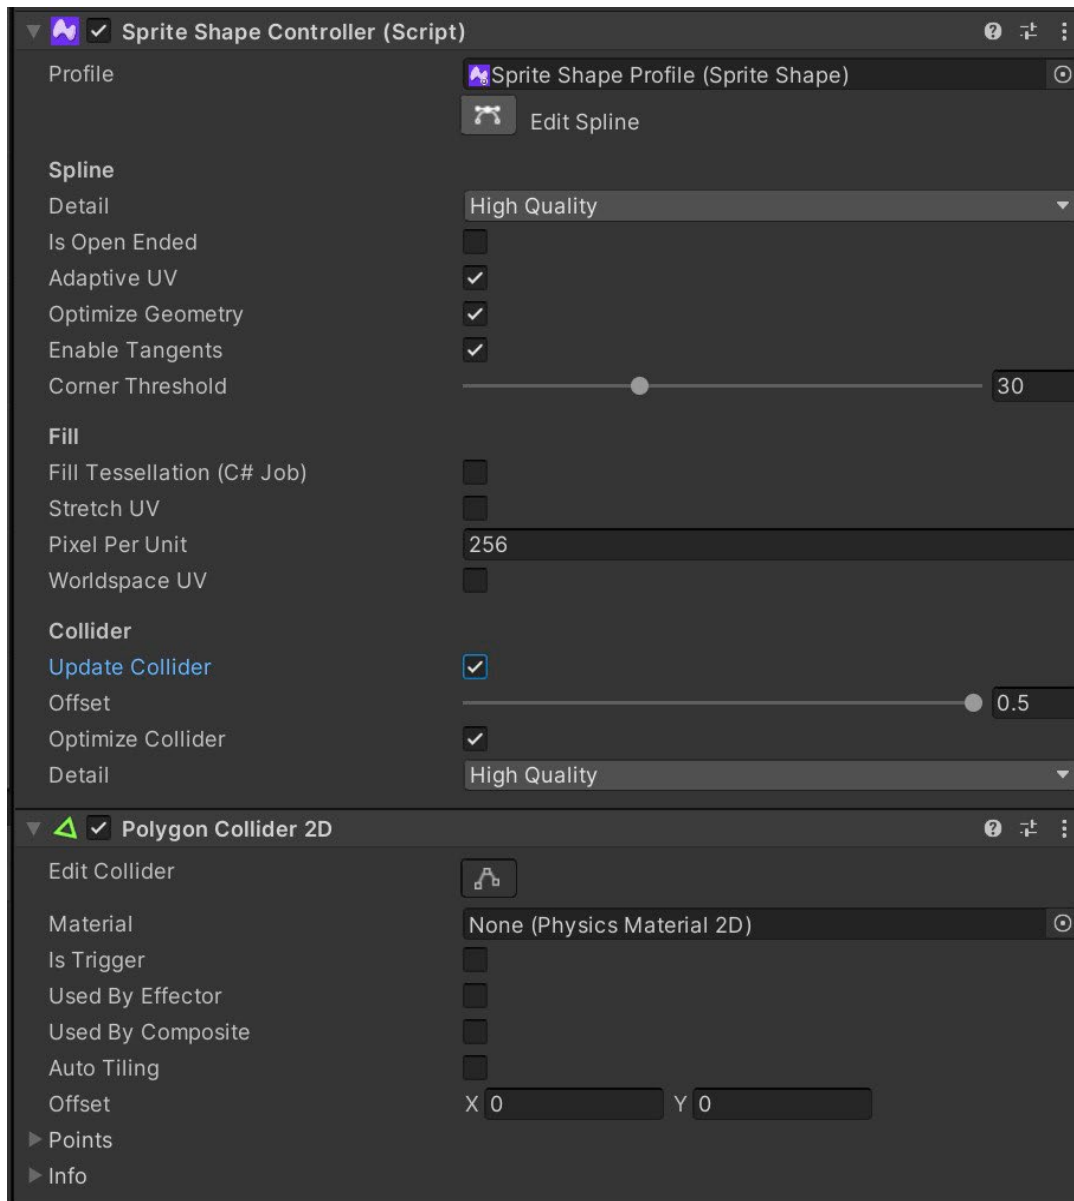 Sprite Shape Controller (Script)
Profile Sprite Shape Profile (Sprite Shape)
Edit Spline
Spline
Detail High Quality
Is Open Ended
Adaptive UV
Optimize Geometry
Enable Tangents
Corner Threshold 30
Fill
Fill Tessellation (C# Job)
Stretch UV
Pixel Per Unit 256
Worldspace UV
Collider
Update Collider
Offset 0.5
Optimize Collider
Detail High Quality
Polygon Collider 2D
Edit Collider
Material None (Physics Material 2D)
Is Trigger
Used By Effector
Used By Composite
Auto Tiling
Offset X 0 Y 0
Points
Info